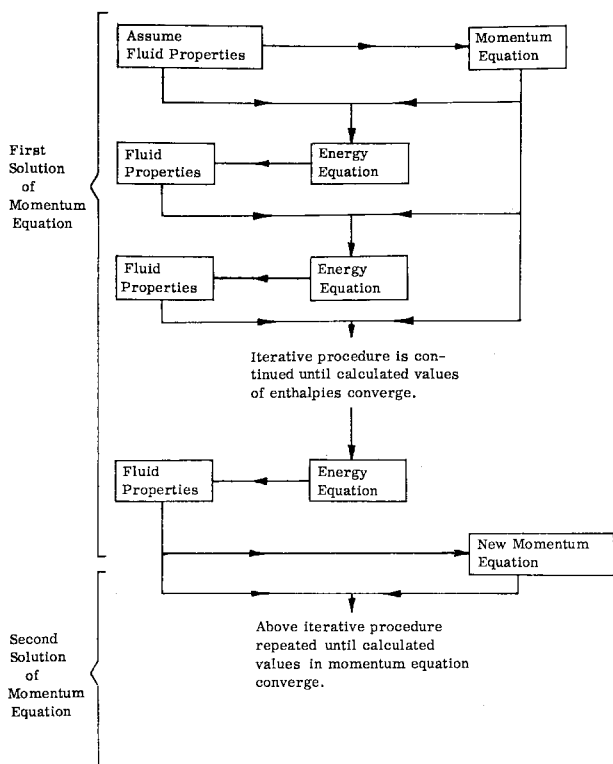 Assume
Fluid Properties
Momentum
Equation
First
Solution
of
Momentum
Equation
Fluid
Properties
Energy
Equation
Fluid
Properties
Energy
Equation
Iterative procedure is con-
tinued until calculated values
of enthalpies converge.
Fluid
Properties
Energy
Equation
New Momentum
Equation
Second
Solution
of
Momentum
Equation
Above iterative procedure
repeated until calculated
values in momentum equation
converge.